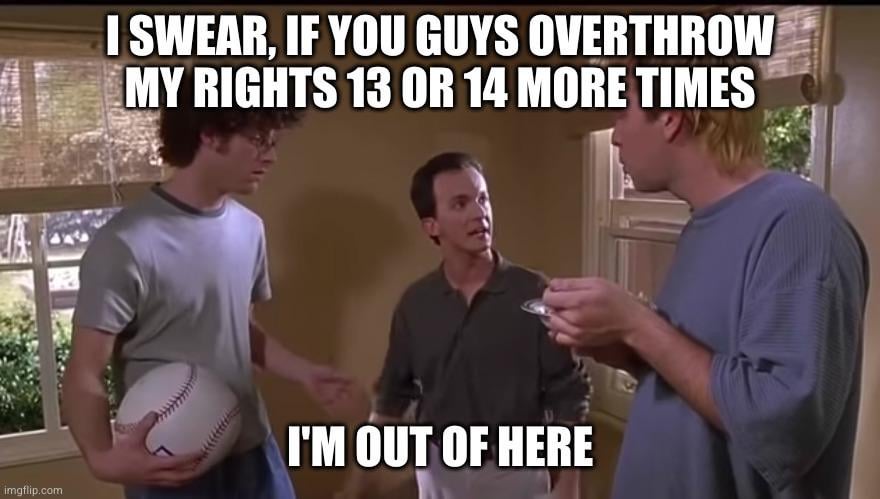 I SWEAR, IF YOU GUYS OVERTHROW
MY RIGHTS 13 OR 14 MORE TIMES
I'M OUT OF HERE
imgflip.com